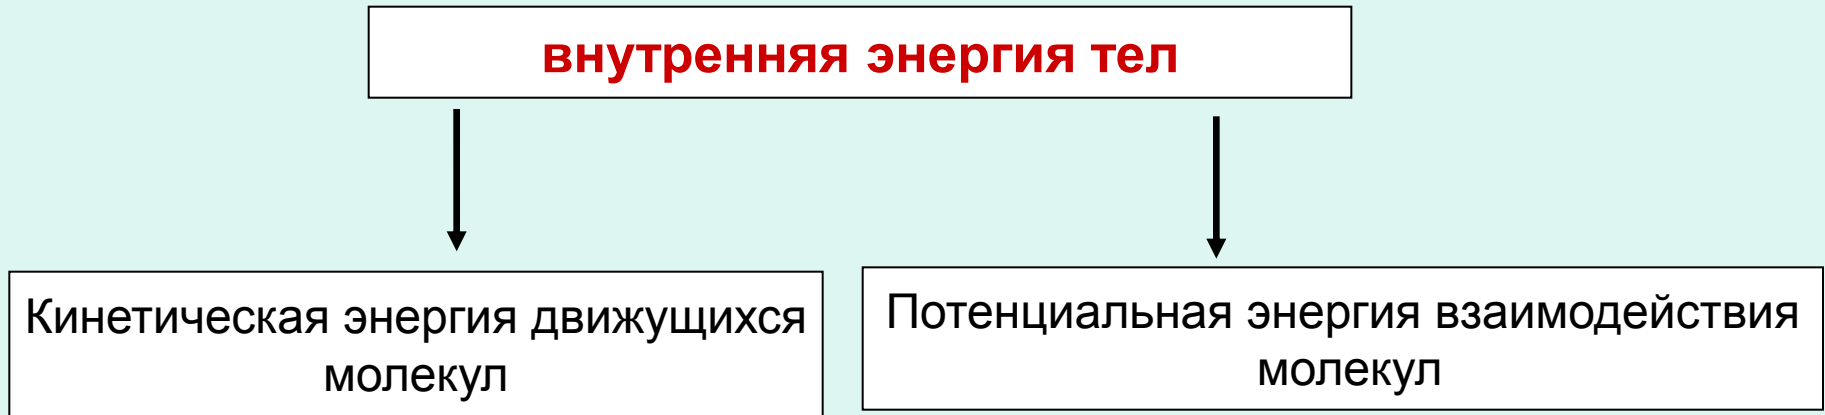 внутренняя энергия тел
Кинетическая энергия движущихся
молекул
Потенциальная энергия взаимодействия
молекул